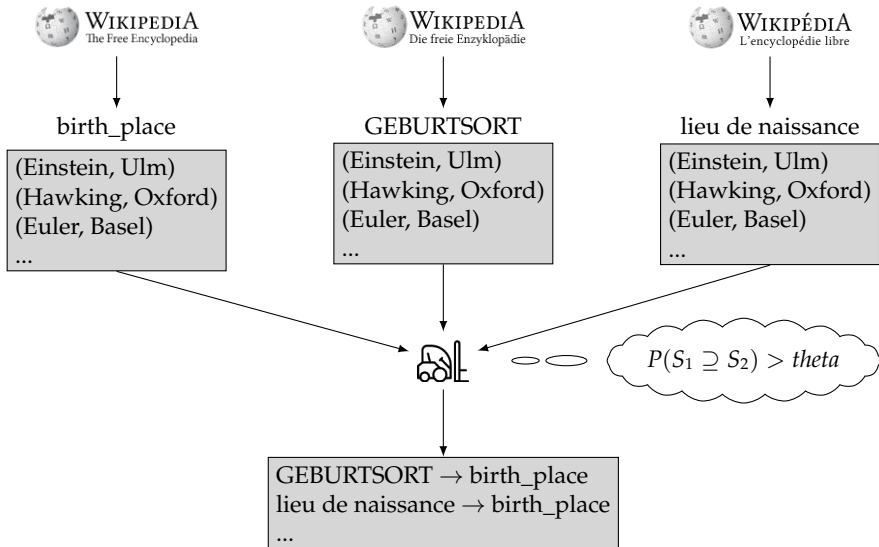 WIKIPEDIA
The Free Encyclopedia
WIKIPEDIA
Die freie Enzyklopädie
WIKIPÉDIA
L'encyclopédie libre
birth_place
(Einstein, Ulm)
(Hawking, Oxford)
(Euler, Basel)
...
GEBURTSORT
(Einstein, Ulm)
(Hawking, Oxford)
(Euler, Basel)
...
lieu de naissance
(Einstein, Ulm)
(Hawking, Oxford)
(Euler, Basel)
...
P(S₁ ⊇ S₂) > theta
GEBURTSORT → birth_place
lieu de naissance → birth_place
...